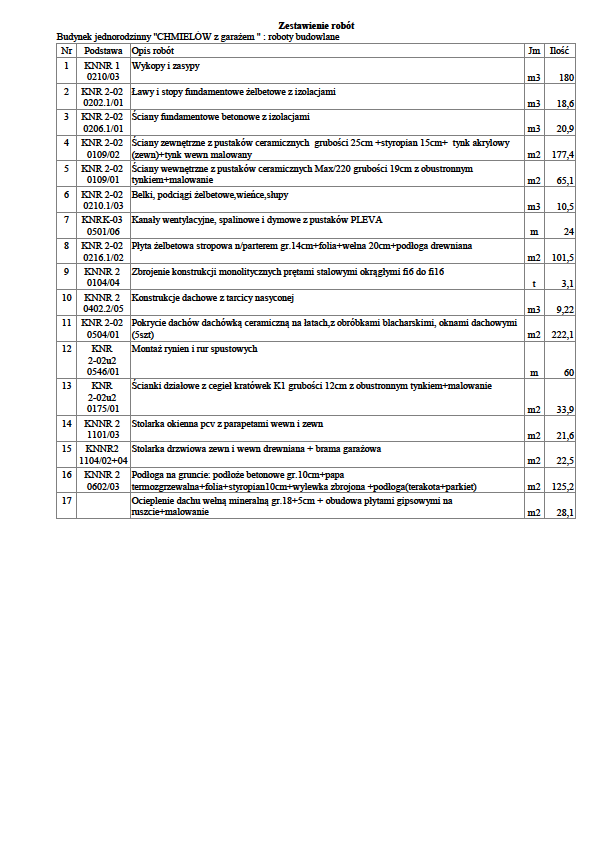 Zestawienie robót
Budynek jednorodzinny "CHMIELÓW z garażem " : roboty budowlane
Nr Podstawa Opis robót Jm Ilość
1 KNNR 1 Wykopy i zasypy
0210/03 m3 180
2 KNR 2-02 Ławy i stopy fundamentowe żelbetowe z izolacjami
0202.1/01 m3 18,6
3 KNR 2-02 Ściany fundamentowe betonowe z izolacjami
0206.1/01 m3 20,9
4 KNR 2-02 Ściany zewnętrzne z pustaków ceramicznych grubości 25cm +styropian 15cm+ tynk akrylowy
0109/02 (zewn)+tynk wewn malowany m2 177,4
5 KNR 2-02 Ściany wewnętrzne z pustaków ceramicznych Max/220 grubości 19cm z obustronnym
0109/01 tynkiem+malowanie m2 65,1
6 KNR 2-02 Belki, podciągi żelbetowe,wieńce,słupy
0210.1/03 m3 10,5
7 KNRK-03 Kanały wentylacyjne, spalinowe i dymowe z pustaków PLEVA
0501/06 m 24
8 KNR 2-02 Płyta żelbetowa stropowa n/parterem gr.14cm+folia+wełna 20cm+podłoga drewniana
0216.1/02 m2 101,5
9 KNNR 2 Zbrojenie konstrukcji monolitycznych prętami stalowymi okrągłymi fi6 do fi16
0104/04 t 3,1
10 KNNR 2 Konstrukcje dachowe z tarcicy nasyconej
0402.2/05 m3 9,22
11 KNR 2-02 Pokrycie dachów dachówką ceramiczną na łatach,z obróbkami blacharskimi, oknami dachowymi
0504/01 (5szt) m2 222,1
12 KNR Montaż rynien i rur spustowych
2-02u2
0546/01 m 60
13 KNR Ścianki działowe z cegieł kratówek K1 grubości 12cm z obustronnym tynkiem+malowanie
2-02u2
0175/01 m2 33,9
14 KNNR 2 Stolarka okienna pcv z parapetami wewn i zewn
1101/03 m2 21,6
15 KNNR2 Stolarka drzwiowa zewn i wewn drewniana + brama garażowa
1104/02+04 m2 22,5
16 KNNR 2 Podłoga na gruncie: podłoże betonowe gr.10cm+papa
0602/03 termozgrzewalna+folia+styropian10cm+wylewka zbrojona +podłoga(terakota+parkiet) m2 125,2
17 Ocieplenie dachu wełną mineralną gr.18+5cm + obudowa płytami gipsowymi na
ruszcie+malowanie m2 28,1